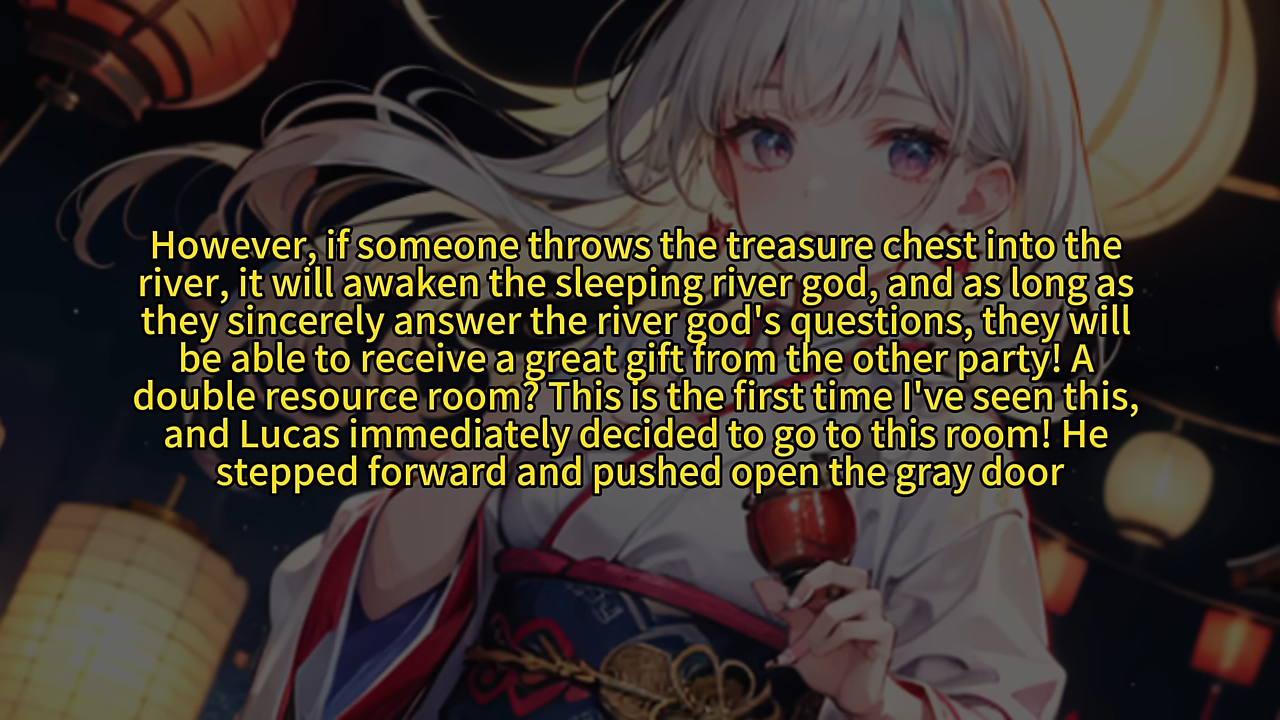 However, if someone throws the treasure chest into the
river, it will awaken the sleeping river god, and as long as
they sincerely answer the river god's questions, they will
be able to receive a great gift from the other party! A
double resource room? This is the first time I've seen this,
and Lucas immediately decided to go to this room! He
stepped forward and pushed open the gray door